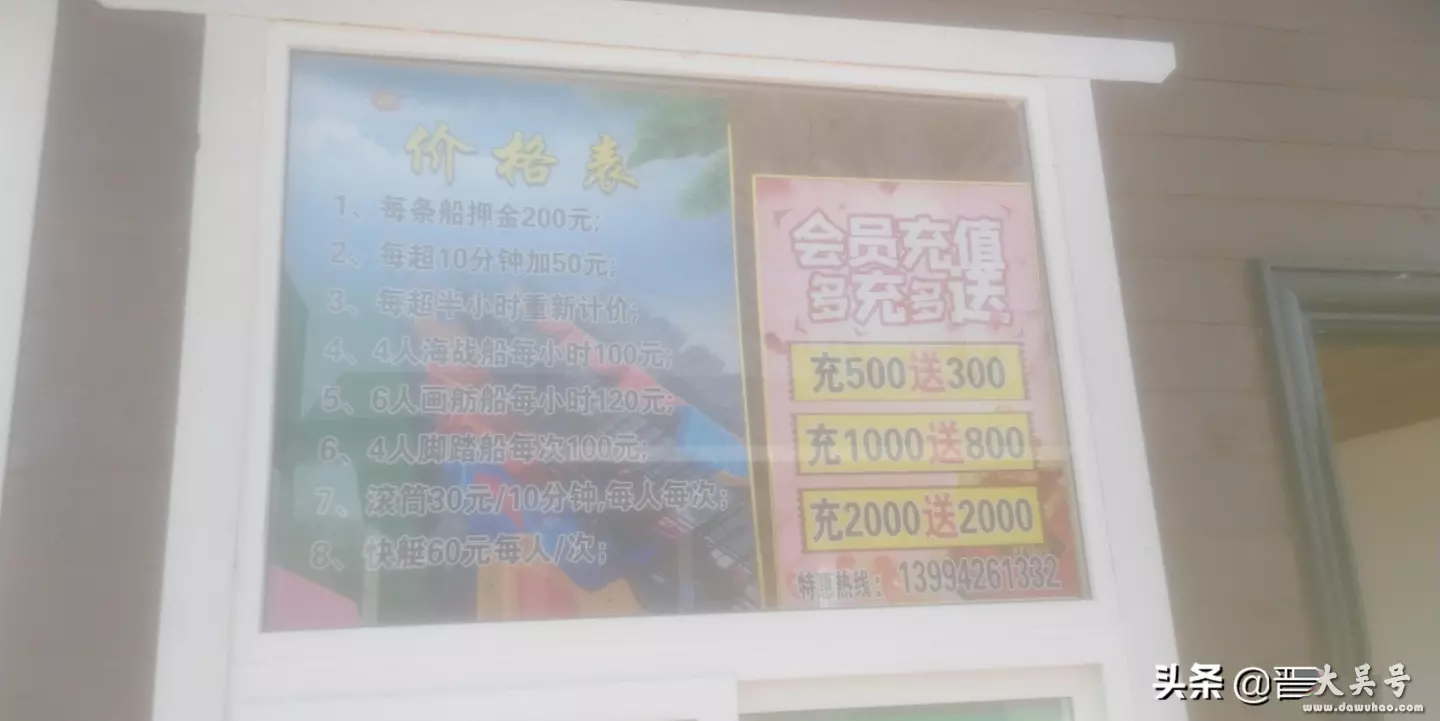 价格表
1、每条船押金200元;
2、每超10分钟加50元;
3、每超半小时重新计价;
4、4人海战船每小时100元;
5、6人画舫船每小时120元;
6、4人脚踏船每次100元;
7、滚筒30元/10分钟,每人每次;
8、快艇60元每人/次;
会员充值
多充多送
充500送300
充1000送800
充2000送2000
特惠热线：13994261332
头条@晋
大吴号
www.dawuhao.com